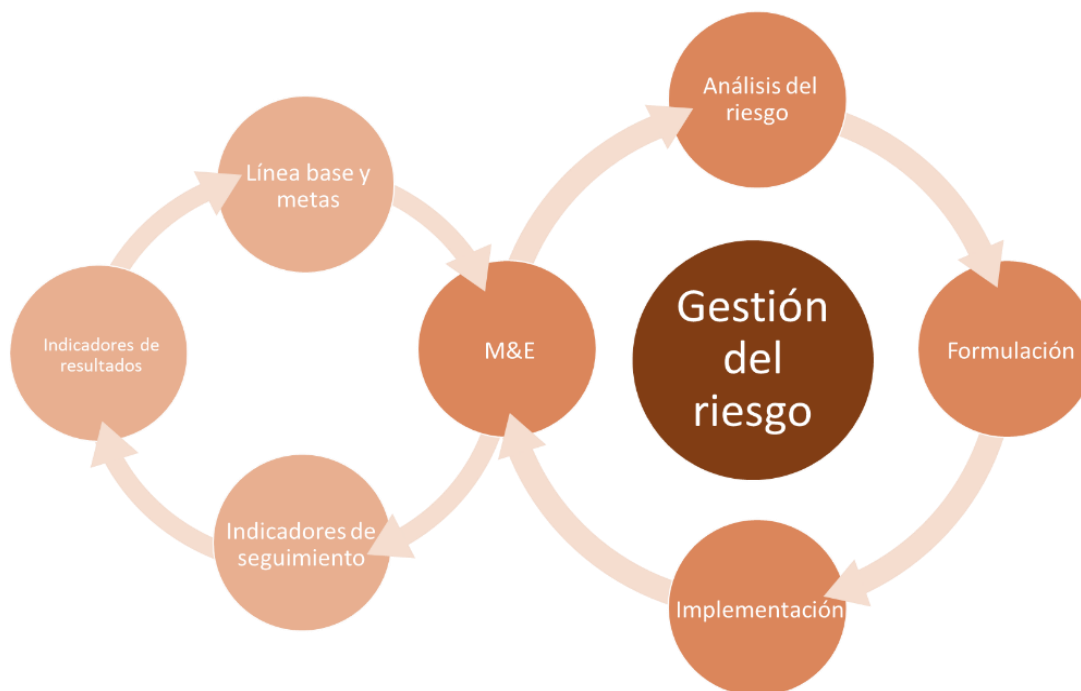 Análisis del
riesgo
Línea base y
metas
Gestión
del
riesgo
Indicadores de
resultados
M&E
Formulación
Indicadores de
seguimiento
Implementación